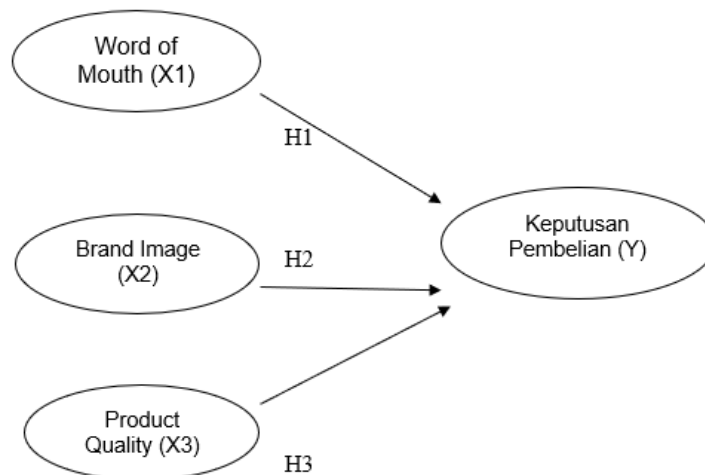 Word of
Mouth (X1)
H1
Keputusan
Pembelian (Y)
Brand Image
(X2)
H2
Product
Quality (X3)
H3